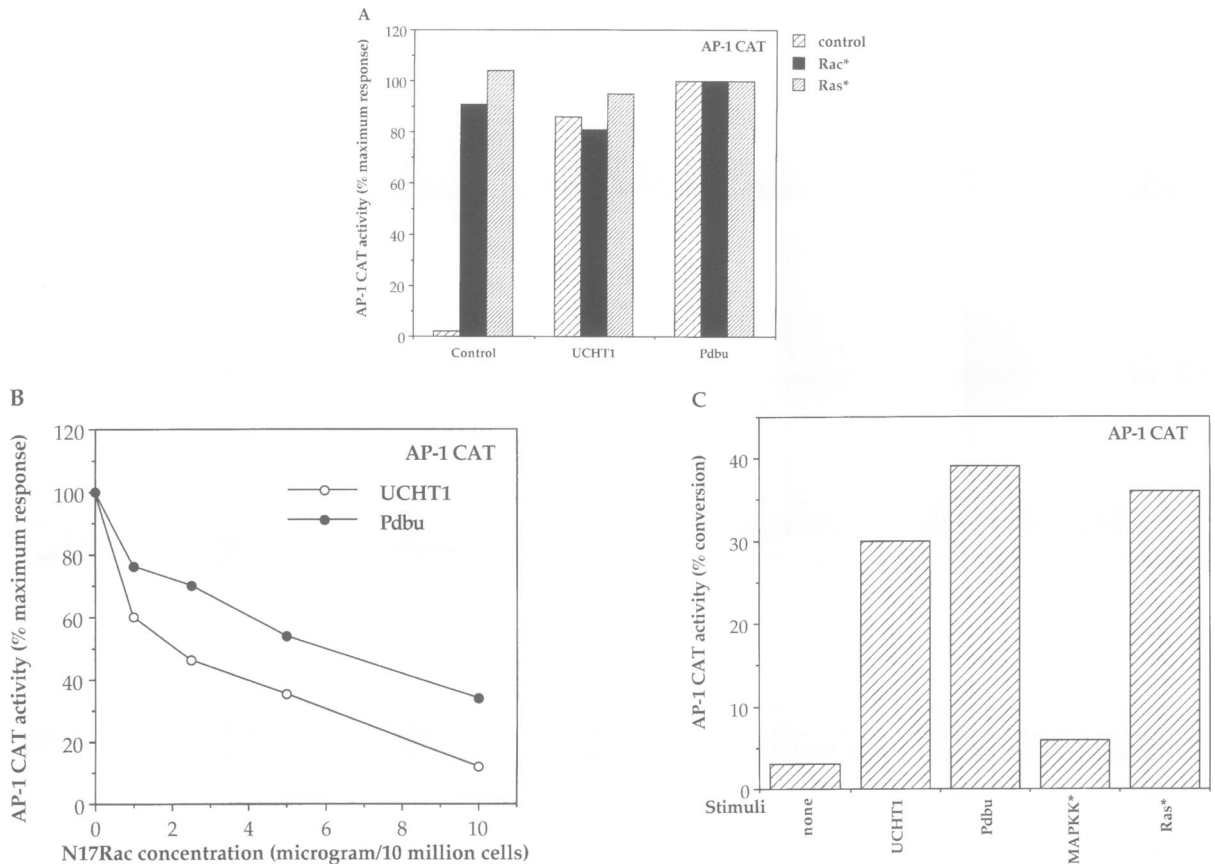 A
AP-1 CAT activity (% maximum response)
120
100
80
60
40
20
0
AP-1 CAT
control
Rac*
Ras*
Control
UCHT1
Pdbu
B
AP-1 CAT activity (% maximum response)
120
100
80
60
40
20
0
AP-1 CAT
UCHT1
Pdbu
0
2
4
6
8
10
N17Rac concentration (microgram/10 million cells)
C
AP-1 CAT activity (% conversion)
40
30
20
10
0
AP-1 CAT
Stimuli
none
UCHT1
Pdbu
MAPKK*
Ras*